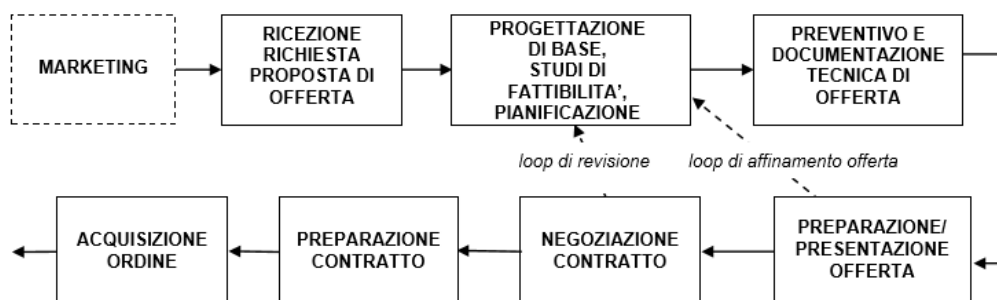 MARKETING
RICEZIONE
RICHIESTA
PROPOSTA DI
OFFERTA
PROGETTAZIONE
DI BASE,
STUDI DI
FATTIBILITA',
PIANIFICAZIONE
PREVENTIVO E
DOCUMENTAZIONE
TECNICA DI
OFFERTA
loop di revisione
loop di affinamento offerta
ACQUISIZIONE
ORDINE
PREPARAZIONE
CONTRATTO
NEGOZIAZIONE
CONTRATTO
PREPARAZIONE/
PRESENTAZIONE
OFFERTA